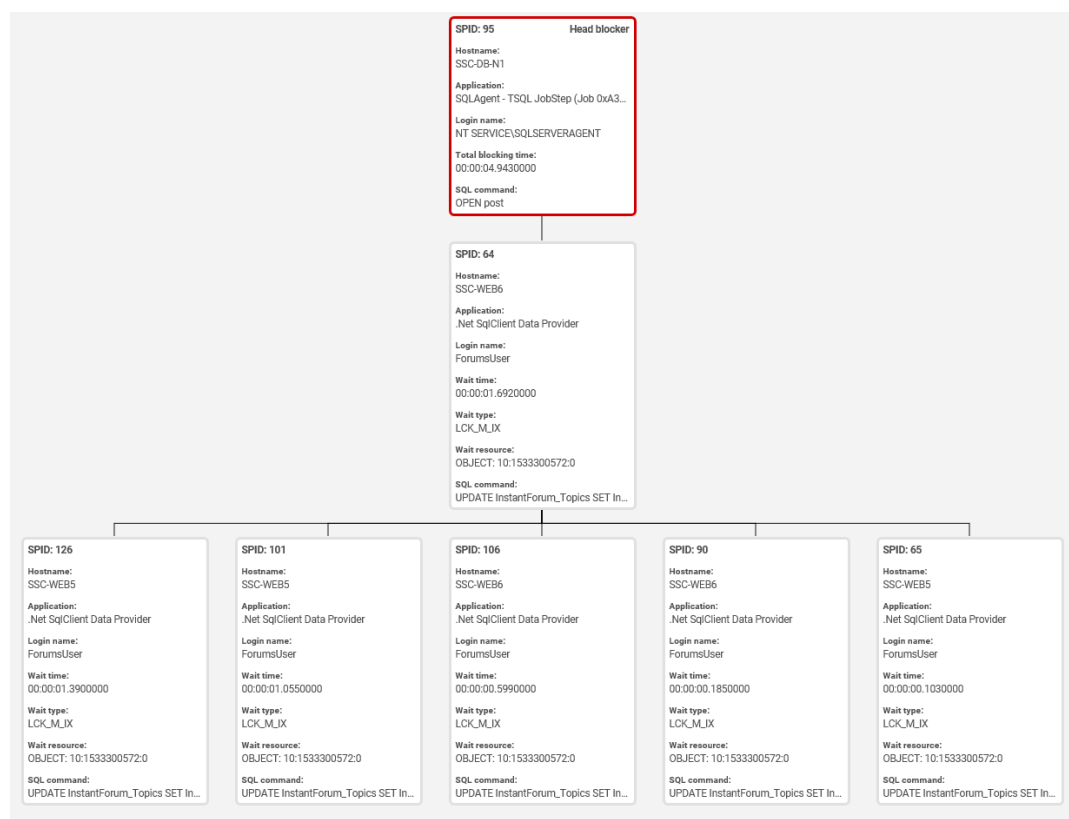 SPID: 95 Head blocker
Hostname:
SSC-DB-N1
Application:
SQLAgent - TSQL JobStep (Job 0xA3...
Login name:
NT SERVICE\SQLSERVERAGENT
Total blocking time:
00:00:04.9430000
SQL command:
OPEN post
SPID: 64
Hostname:
SSC-WEB6
Application:
.Net SqlClient Data Provider
Login name:
ForumsUser
Wait time:
00:00:01.6920000
Wait type:
LCK_M_IX
Wait resource:
OBJECT: 10:1533300572:0
SQL command:
UPDATE InstantForum_Topics SET In...
SPID: 126
Hostname:
SSC-WEB5
Application:
.Net SqlClient Data Provider
Login name:
ForumsUser
Wait time:
00:00:01.3900000
Wait type:
LCK_M_IX
Wait resource:
OBJECT: 10:1533300572:0
SQL command:
UPDATE InstantForum_Topics SET In...
SPID: 101
Hostname:
SSC-WEB5
Application:
.Net SqlClient Data Provider
Login name:
ForumsUser
Wait time:
00:00:01.0550000
Wait type:
LCK_M_IX
Wait resource:
OBJECT: 10:1533300572:0
SQL command:
UPDATE InstantForum_Topics SET In...
SPID: 106
Hostname:
SSC-WEB6
Application:
.Net SqlClient Data Provider
Login name:
ForumsUser
Wait time:
00:00:00.5990000
Wait type:
LCK_M_IX
Wait resource:
OBJECT: 10:1533300572:0
SQL command:
UPDATE InstantForum_Topics SET In...
SPID: 90
Hostname:
SSC-WEB6
Application:
.Net SqlClient Data Provider
Login name:
ForumsUser
Wait time:
00:00:00.1850000
Wait type:
LCK_M_IX
Wait resource:
OBJECT: 10:1533300572:0
SQL command:
UPDATE InstantForum_Topics SET In...
SPID: 65
Hostname:
SSC-WEB5
Application:
.Net SqlClient Data Provider
Login name:
ForumsUser
Wait time:
00:00:00.1030000
Wait type:
LCK_M_IX
Wait resource:
OBJECT: 10:1533300572:0
SQL command:
UPDATE InstantForum_Topics SET In...